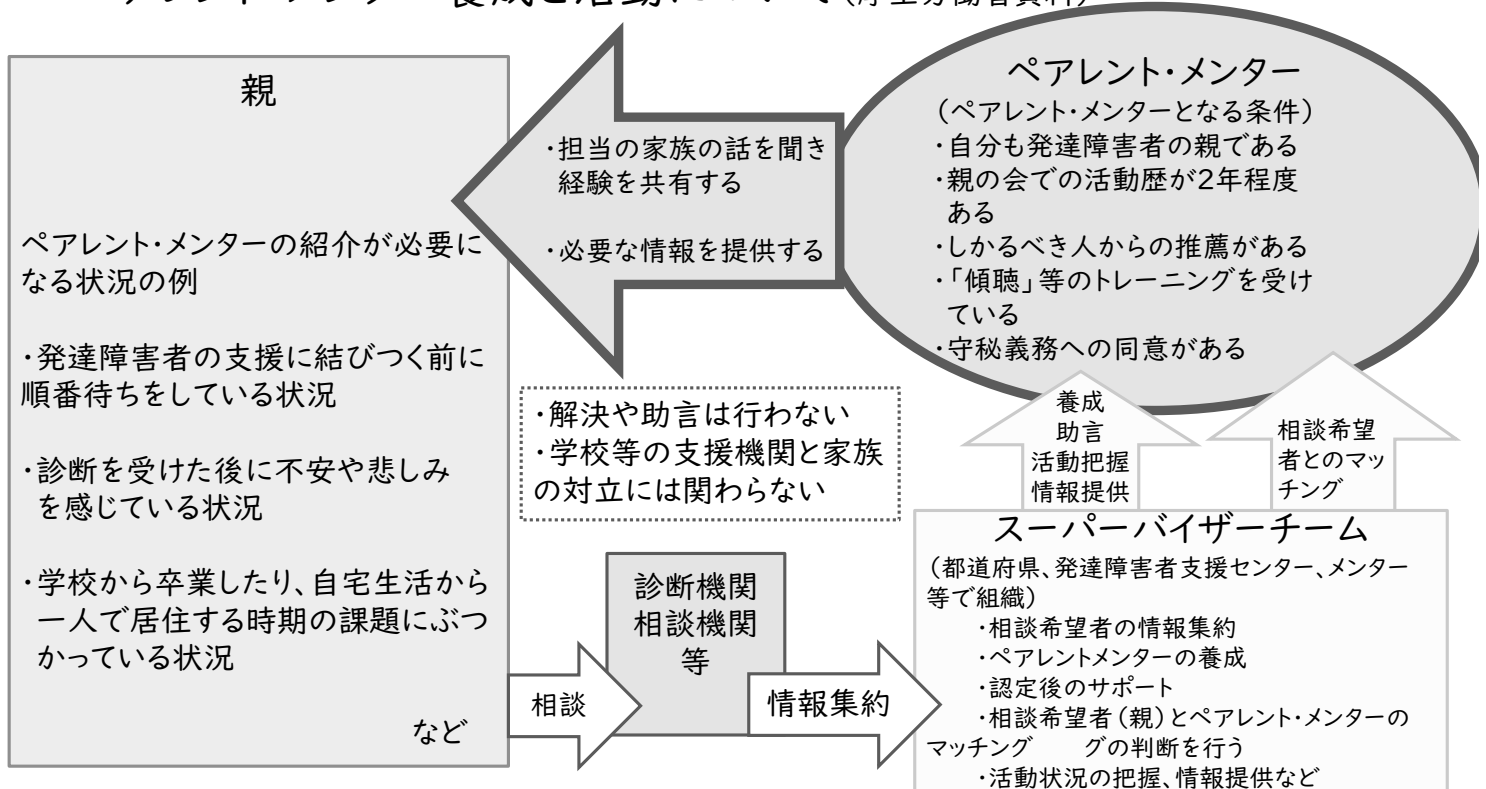 親
ペアレント・メンターの紹介が必要に
なる状況の例
・発達障害者の支援に結びつく前に
順番待ちをしている状況
・診断を受けた後に不安や悲しみ
を感じている状況
・学校から卒業したり、自宅生活から
一人で居住する時期の課題にぶつ
かっている状況
など
・担当の家族の話を聞き
経験を共有する
・必要な情報を提供する
ペアレント・メンター
(ペアレント・メンターとなる条件)
・自分も発達障害者の親である
・親の会での活動歴が2年程度
ある
・しかるべき人からの推薦がある
・「傾聴」等のトレーニングを受け
ている
・守秘義務への同意がある
・解決や助言は行わない
・学校等の支援機関と家族
の対立には関わらない
養成
助言
活動把握
情報提供
相談希望
者とのマッ
チング
相談
診断機関
相談機関
等
情報集約
スーパーバイザーチーム
(都道府県、発達障害者支援センター、メンター
等で組織)
・相談希望者の情報集約
・ペアレントメンターの養成
・認定後のサポート
・相談希望者(親)とペアレント・メンターの
マッチング グの判断を行う
・活動状況の把握、情報提供など